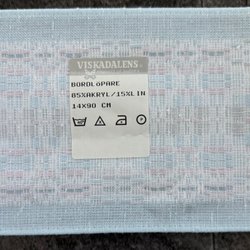 VISKADALENS
BORDLÖPARE
85%AKRYL/15%LIN
14X90 CM